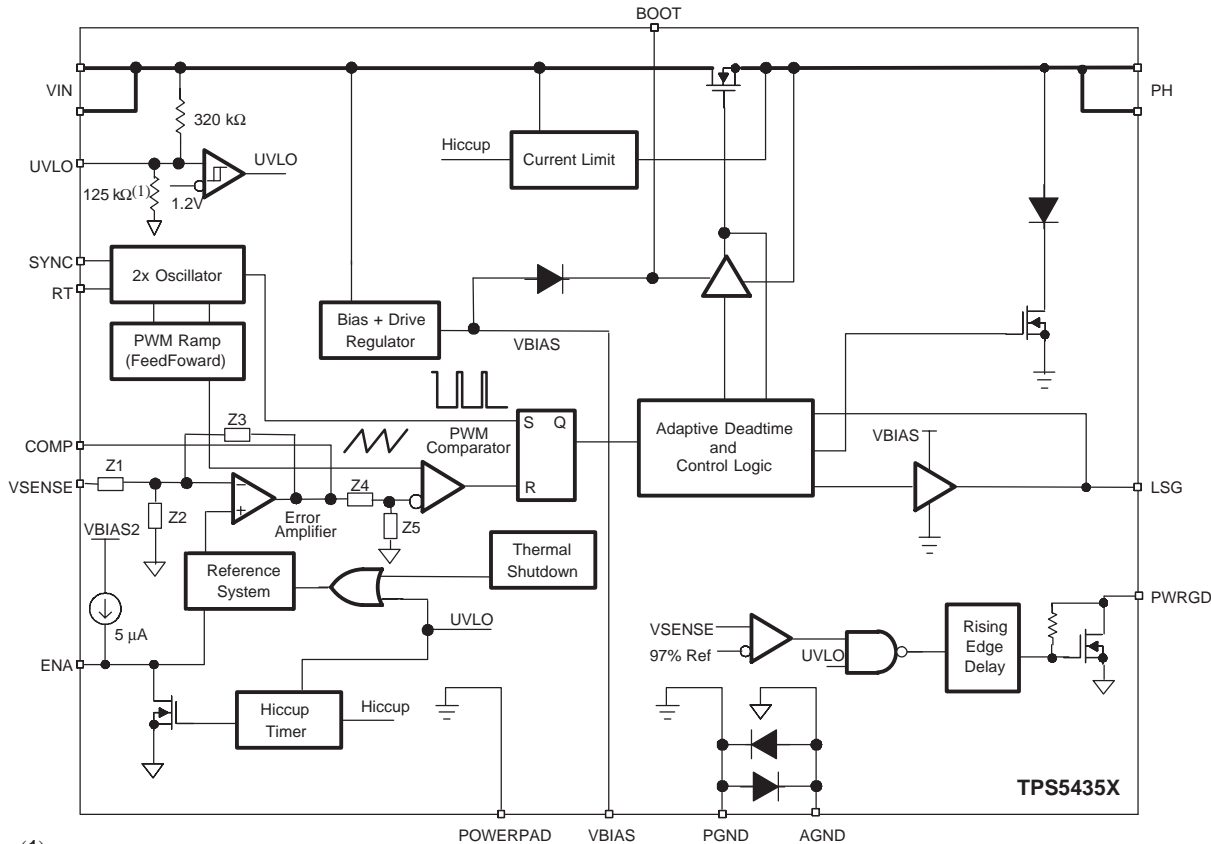 BOOT
VIN
PH
320 kΩ
Hiccup
Current Limit
UVLO
UVLO
125 kΩ(1)
1.2V
SYNC
2x Oscillator
RT
Bias + Drive
Regulator
VBIAS
PWM Ramp
(FeedFoward)
Z3
PWM
Comparator
S Q
R
Adaptive Deadtime
and
Control Logic
VBIAS
COMP
Z1
VSENSE
Z4
LSG
Z2
Error
Amplifier
Z5
VBIAS2
Reference
System
Thermal
Shutdown
5 µA
UVLO
PWRGD
VSENSE
97% Ref
UVLO
Rising
Edge
Delay
ENA
Hiccup
Timer
Hiccup
TPS5435X
POWERPAD
VBIAS
PGND
AGND
(1)